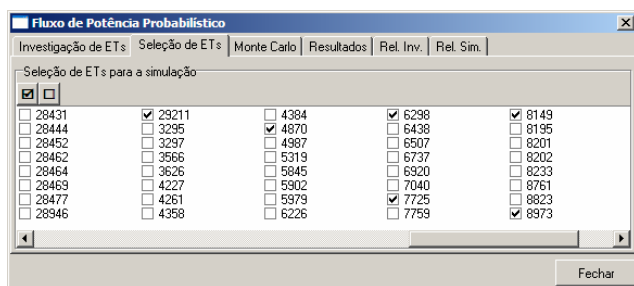 Fluxo de Potência Probabilístico
Investigação de ETs Seleção de ETs Monte Carlo Resultados Rel. Inv. Rel. Sim.
Seleção de ETs para a simulação
28431 29211 4384 6298 8149
28444 3295 4870 6438 8195
28452 3297 4987 6507 8201
28462 3566 5319 6737 8202
28464 3626 5845 6920 8233
28469 4227 5902 7040 8761
28477 4261 5979 7725 8823
28946 4358 6226 7759 8973
Fechar